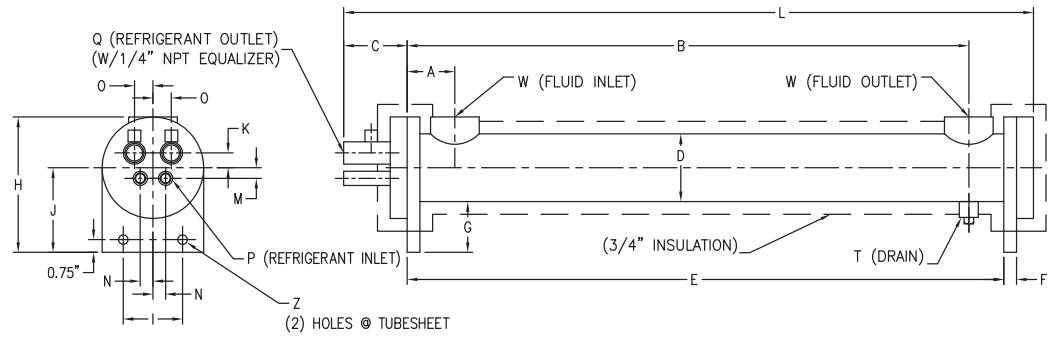 L
Q (REFRIGERANT OUTLET)
(W/1/4" NPT EQUALIZER)
C
B
A
W (FLUID INLET)
W (FLUID OUTLET)
O
O
K
H
J
M
D
G
0.75"
P (REFRIGERANT INLET)
(3/4" INSULATION)
T (DRAIN)
N
N
E
F
I
Z
(2) HOLES @ TUBESHEET